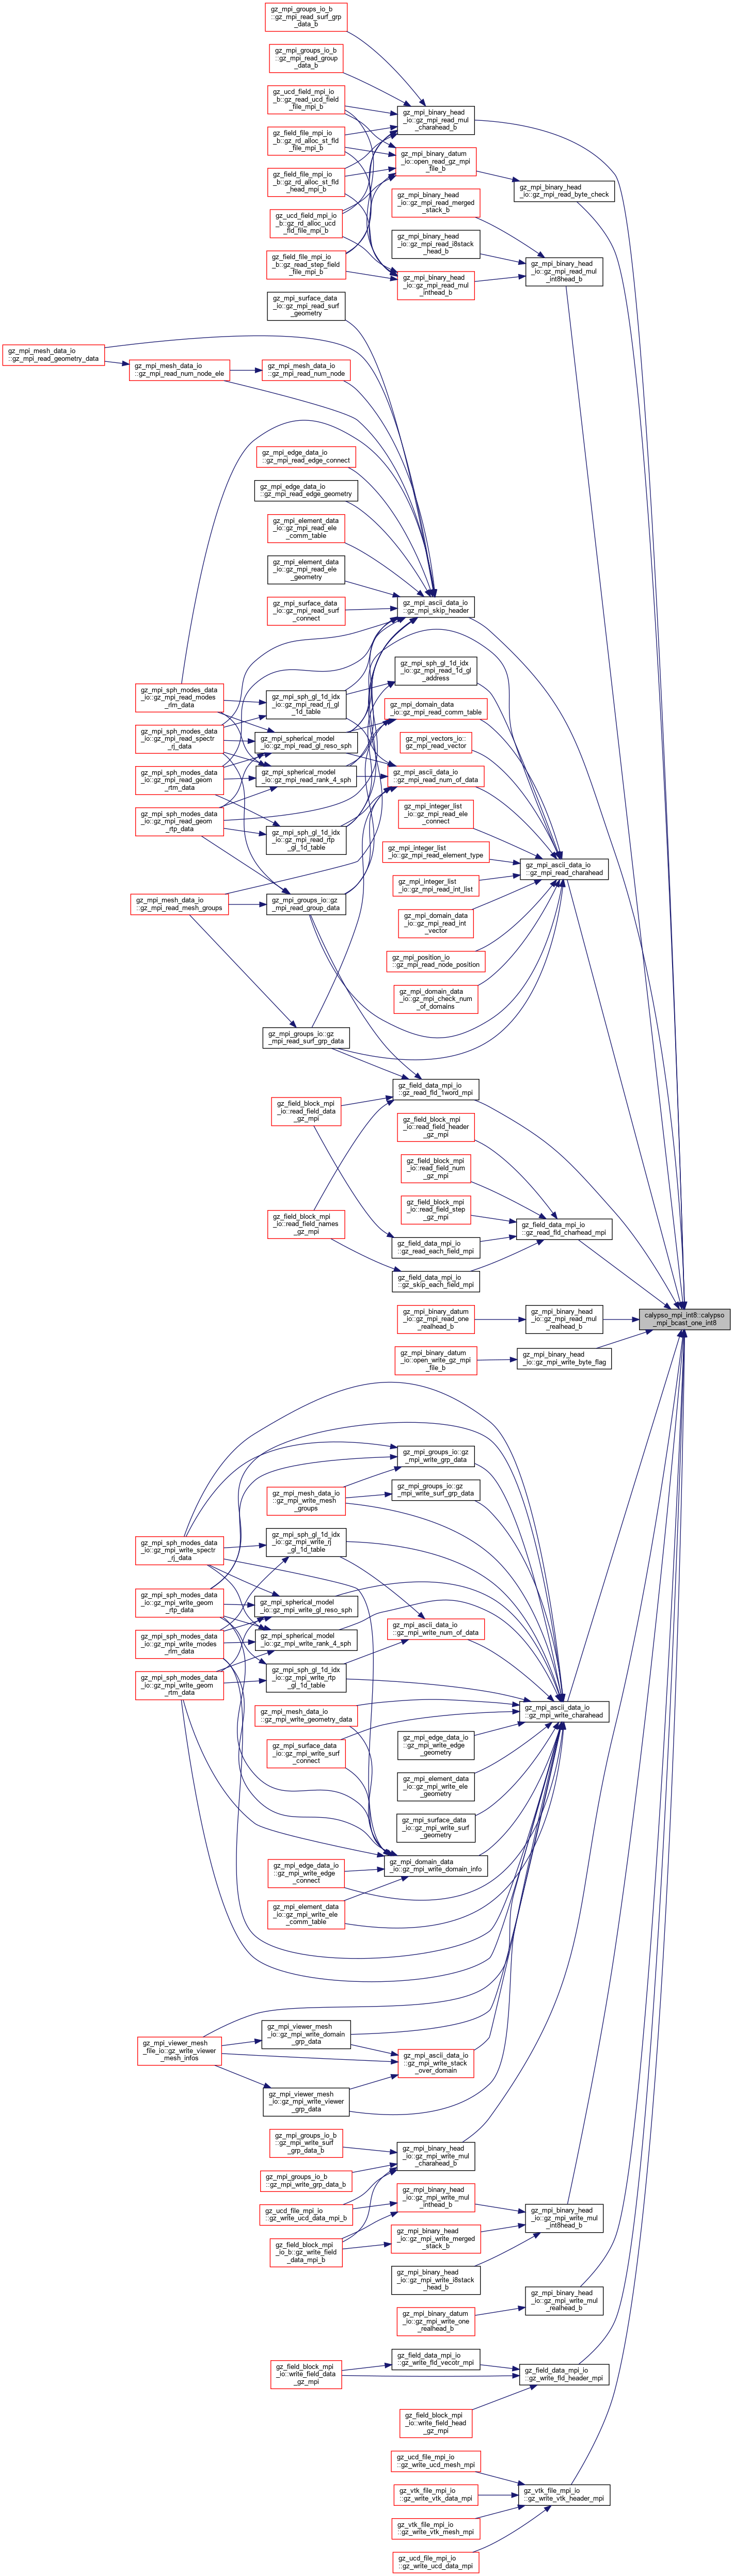 gz_mpi_groups_io_b
::gz_mpi_read_surf_grp
_data_b
gz_mpi_groups_io_b
::gz_mpi_read_group
_data_b
gz_ucd_field_mpi_io
_b::gz_read_ucd_field
_file_mpi_b
gz_mpi_binary_head
_io::gz_mpi_read_mul
_charahead_b
gz_field_file_mpi_io
_b::gz_rd_alloc_st_fld
_file_mpi_b
gz_mpi_binary_datum
_io::open_read_gz_mpi
_file_b
gz_field_file_mpi_io
_b::gz_rd_alloc_st_fld
_head_mpi_b
gz_mpi_binary_head
_io::gz_mpi_read_byte_check
gz_mpi_binary_head
_io::gz_mpi_read_merged
_stack_b
gz_ucd_field_mpi_io
_b::gz_rd_alloc_ucd
_fld_file_mpi_b
gz_mpi_binary_head
_io::gz_mpi_read_i8stack
_head_b
gz_field_file_mpi_io
_b::gz_read_step_field
_file_mpi_b
gz_mpi_binary_head
_io::gz_mpi_read_mul
_int8head_b
gz_mpi_binary_head
_io::gz_mpi_read_mul
_inthead_b
gz_mpi_surface_data
_io::gz_mpi_read_surf
_geometry
gz_mpi_mesh_data_io
::gz_mpi_read_geometry_data
gz_mpi_mesh_data_io
::gz_mpi_read_num_node_ele
gz_mpi_mesh_data_io
::gz_mpi_read_num_node
gz_mpi_edge_data_io
::gz_mpi_read_edge_connect
gz_mpi_edge_data_io
::gz_mpi_read_edge_geometry
gz_mpi_element_data
_io::gz_mpi_read_ele
_comm_table
gz_mpi_element_data
_io::gz_mpi_read_ele
_geometry
gz_mpi_surface_data
_io::gz_mpi_read_surf
_connect
gz_mpi_ascii_data_io
::gz_mpi_skip_header
gz_mpi_sph_gl_1d_idx
_io::gz_mpi_read_1d_gl
_address
gz_mpi_sph_modes_data
_io::gz_mpi_read_modes
_rlm_data
gz_mpi_sph_gl_1d_idx
_io::gz_mpi_read_rj_gl
_1d_table
gz_mpi_domain_data
_io::gz_mpi_read_comm_table
gz_mpi_sph_modes_data
_io::gz_mpi_read_spectr
_rj_data
gz_mpi_spherical_model
_io::gz_mpi_read_gl_reso_sph
gz_mpi_vectors_io::
gz_mpi_read_vector
gz_mpi_sph_modes_data
_io::gz_mpi_read_geom
_rtm_data
gz_mpi_spherical_model
_io::gz_mpi_read_rank_4_sph
gz_mpi_ascii_data_io
::gz_mpi_read_num_of_data
gz_mpi_sph_modes_data
_io::gz_mpi_read_geom
_rtp_data
gz_mpi_sph_gl_1d_idx
_io::gz_mpi_read_rtp
_gl_1d_table
gz_mpi_integer_list
_io::gz_mpi_read_ele
_connect
gz_mpi_integer_list
_io::gz_mpi_read_element_type
gz_mpi_ascii_data_io
::gz_mpi_read_charahead
gz_mpi_integer_list
_io::gz_mpi_read_int_list
gz_mpi_mesh_data_io
::gz_mpi_read_mesh_groups
gz_mpi_groups_io::gz
_mpi_read_group_data
gz_mpi_domain_data
_io::gz_mpi_read_int
_vector
gz_mpi_position_io
::gz_mpi_read_node_position
gz_mpi_domain_data
_io::gz_mpi_check_num
_of_domains
gz_mpi_groups_io::gz
_mpi_read_surf_grp_data
gz_field_data_mpi_io
::gz_read_fld_1word_mpi
gz_field_block_mpi
_io::read_field_data
_gz_mpi
gz_field_block_mpi
_io::read_field_header
_gz_mpi
gz_field_block_mpi
_io::read_field_num
_gz_mpi
gz_field_block_mpi
_io::read_field_step
_gz_mpi
gz_field_block_mpi
_io::read_field_names
_gz_mpi
gz_field_data_mpi_io
::gz_read_fld_charhead_mpi
gz_field_data_mpi_io
::gz_read_each_field_mpi
gz_field_data_mpi_io
::gz_skip_each_field_mpi
gz_mpi_binary_datum
_io::gz_mpi_read_one
_realhead_b
gz_mpi_binary_head
_io::gz_mpi_read_mul
_realhead_b
calypso_mpi_int8::calypso
_mpi_bcast_one_int8
gz_mpi_binary_datum
_io::open_write_gz_mpi
_file_b
gz_mpi_binary_head
_io::gz_mpi_write_byte_flag
gz_mpi_groups_io::gz
_mpi_write_grp_data
gz_mpi_mesh_data_io
::gz_mpi_write_mesh
_groups
gz_mpi_groups_io::gz
_mpi_write_surf_grp_data
gz_mpi_sph_modes_data
_io::gz_mpi_write_spectr
_rj_data
gz_mpi_sph_gl_1d_idx
_io::gz_mpi_write_rj
_gl_1d_table
gz_mpi_sph_modes_data
_io::gz_mpi_write_geom
_rtp_data
gz_mpi_spherical_model
_io::gz_mpi_write_gl_reso_sph
gz_mpi_sph_modes_data
_io::gz_mpi_write_modes
_rlm_data
gz_mpi_spherical_model
_io::gz_mpi_write_rank_4_sph
gz_mpi_ascii_data_io
::gz_mpi_write_num_of_data
gz_mpi_sph_modes_data
_io::gz_mpi_write_geom
_rtm_data
gz_mpi_sph_gl_1d_idx
_io::gz_mpi_write_rtp
_gl_1d_table
gz_mpi_mesh_data_io
::gz_mpi_write_geometry_data
gz_mpi_ascii_data_io
::gz_mpi_write_charahead
gz_mpi_surface_data
_io::gz_mpi_write_surf
_connect
gz_mpi_edge_data_io
::gz_mpi_write_edge
_geometry
gz_mpi_element_data
_io::gz_mpi_write_ele
_geometry
gz_mpi_surface_data
_io::gz_mpi_write_surf
_geometry
gz_mpi_edge_data_io
::gz_mpi_write_edge
_connect
gz_mpi_domain_data
_io::gz_mpi_write_domain_info
gz_mpi_element_data
_io::gz_mpi_write_ele
_comm_table
gz_mpi_viewer_mesh
_file_io::gz_write_viewer
_mesh_infos
gz_mpi_viewer_mesh
_io::gz_mpi_write_domain
_grp_data
gz_mpi_ascii_data_io
::gz_mpi_write_stack
_over_domain
gz_mpi_viewer_mesh
_io::gz_mpi_write_viewer
_grp_data
gz_mpi_groups_io_b
::gz_mpi_write_surf
_grp_data_b
gz_mpi_binary_head
_io::gz_mpi_write_mul
_charahead_b
gz_mpi_groups_io_b
::gz_mpi_write_grp_data_b
gz_ucd_file_mpi_io
::gz_write_ucd_data_mpi_b
gz_mpi_binary_head
_io::gz_mpi_write_mul
_inthead_b
gz_mpi_binary_head
_io::gz_mpi_write_mul
_int8head_b
gz_field_block_mpi
_io_b::gz_write_field
_data_mpi_b
gz_mpi_binary_head
_io::gz_mpi_write_merged
_stack_b
gz_mpi_binary_head
_io::gz_mpi_write_i8stack
_head_b
gz_mpi_binary_datum
_io::gz_mpi_write_one
_realhead_b
gz_mpi_binary_head
_io::gz_mpi_write_mul
_realhead_b
gz_field_block_mpi
_io::write_field_data
_gz_mpi
gz_field_data_mpi_io
::gz_write_fld_vecotr_mpi
gz_field_data_mpi_io
::gz_write_fld_header_mpi
gz_field_block_mpi
_io::write_field_head
_gz_mpi
gz_ucd_file_mpi_io
::gz_write_ucd_mesh_mpi
gz_vtk_file_mpi_io
::gz_write_vtk_data_mpi
gz_vtk_file_mpi_io
::gz_write_vtk_header_mpi
gz_vtk_file_mpi_io
::gz_write_vtk_mesh_mpi
gz_ucd_file_mpi_io
::gz_write_ucd_data_mpi